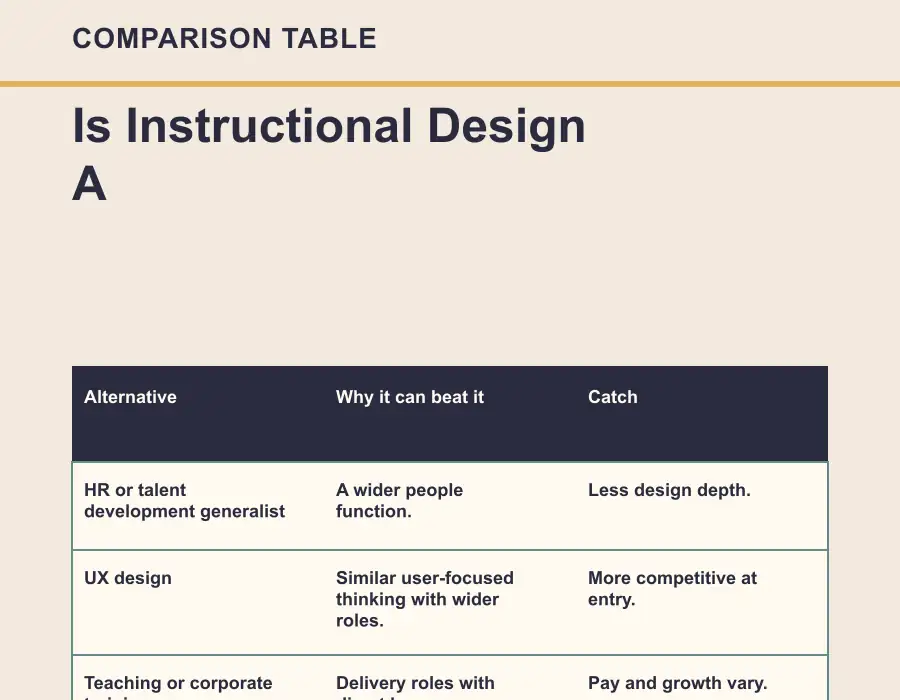 COMPARISON TABLE
Is Instructional Design
A
Alternative
Why it can beat it
Catch
HR or talent
development generalist
A wider people
function.
Less design depth.
UX design
Similar user-focused
thinking with wider
roles.
More competitive at
entry.
Teaching or corporate
Delivery roles with
Pay and growth vary.